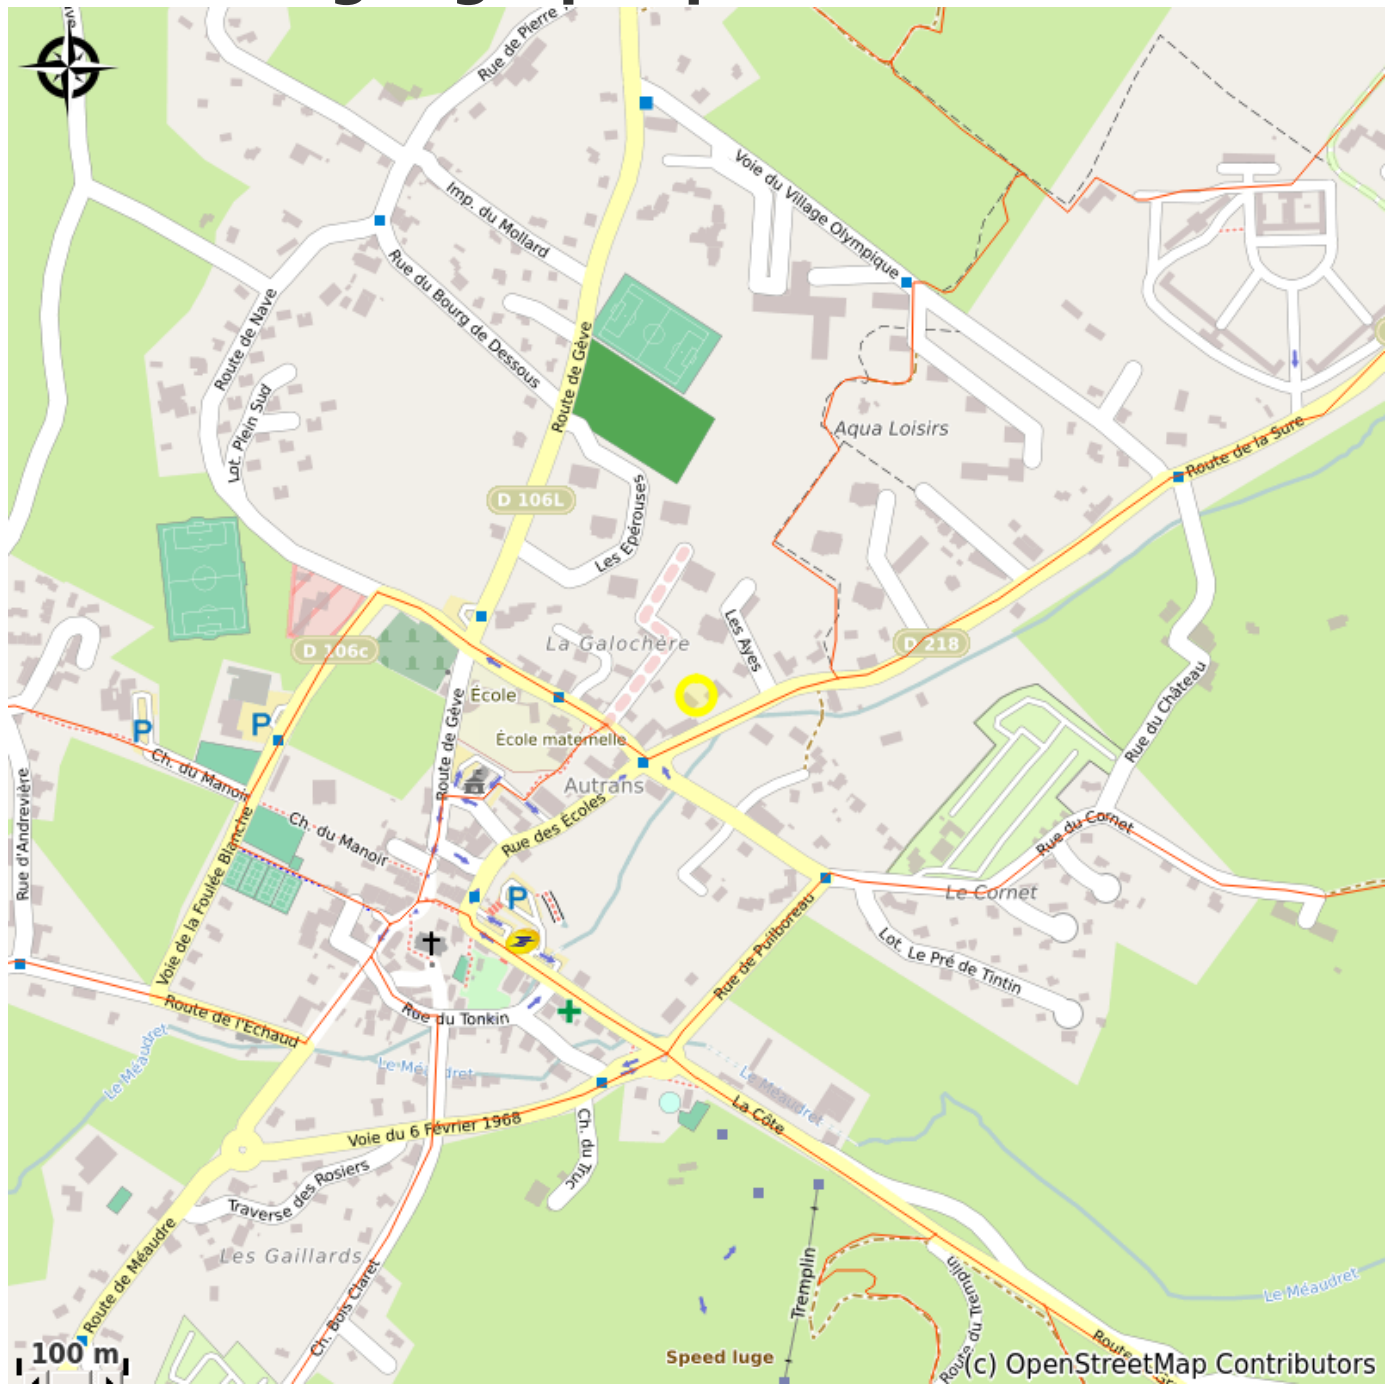 Rue de Pierre
Imp. du Mollard
Voie du Village Olympique
Rue du Bourg de Dessous
Route de Nave
Route de Gève
Lot. Plein Sud
Aqua Loisirs
Route de la Sure
D 106L
Les Epérouses
La Galochère
Les Ayes
D 218
D 106c
École
Route de Gève
École maternelle
Rue du Château
P
P
Ch. du Manoir
Autrans
Rue d'Andrevière
Voie de la Foulée Blanche
Ch. du Manoir
Rue des Écoles
Rue du Cornet
Le Cornet
P
Rue de Puilboreau
Lot. Le Pré de Tintin
Route de l'Echaud
Rue du Tonkin
Le Méaudret
Le Méaudret
Le Méaudret
La Côte
Voie du 6 Février 1968
Ch. du Truc
Traverse des Rosiers
Les Gaillards
Route de Méaudre
Ch. Bois Claret
Tremplin
Route du Tremplin
Le Méaudret
Speed luge
Route
100 m
(c) OpenStreetMap Contributors